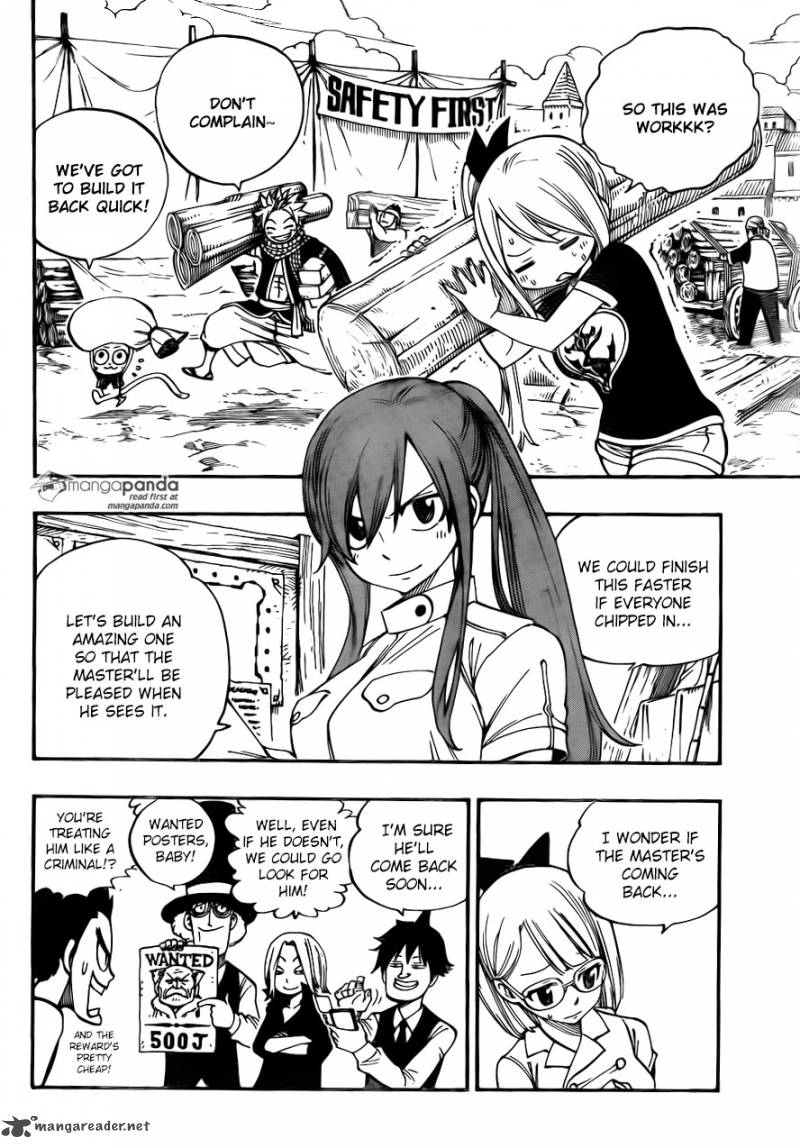 SO THIS WAS
WORKKK?
SAFETY FIRST
DON'T
COMPLAIN~
WE'VE GOT
TO BUILD IT
BACK QUICK!
mangapanda
read first at
mangapanda.com
WE COULD FINISH
THIS FASTER
IF EVERYONE
CHIPPED IN...
LET'S BUILD AN
AMAZING ONE
SO THAT THE
MASTER'LL BE
PLEASED WHEN
HE SEES IT.
I WONDER IF
THE MASTER'S
COMING
BACK...
I'M SURE
HE'LL
COME BACK
SOON...
WELL, EVEN
IF HE DOESN'T,
WE COULD GO
LOOK FOR
HIM!
WANTED
POSTERS,
BABY!
WANTED
500J
YOU'RE
TREATING
HIM LIKE A
CRIMINAL!?
AND THE
REWARD'S
PRETTY
CHEAP!
mangareader.net